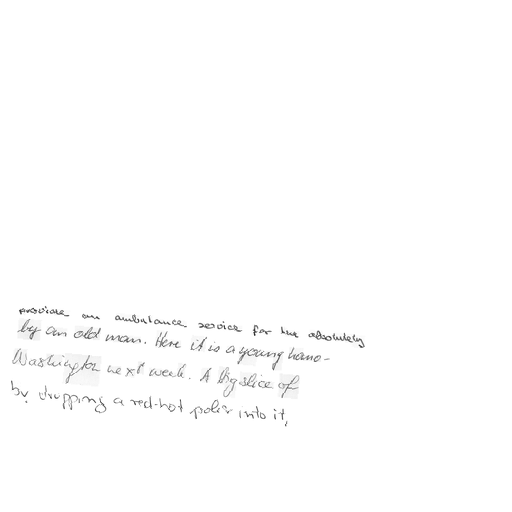 provide an ambulance service for the absolutely
by an old man. Here it is a young hand-
Washington next week. A big slice of
by dropping a red-hot poker into it,